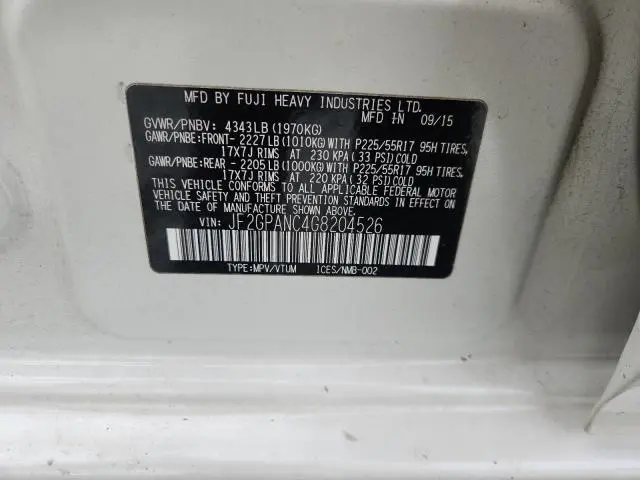 MFD BY FUJI HEAVY INDUSTRIES LTD.
MFD IN 09/15
GVWR/PNBV: 4343LB(1970KG)
GAWR/PNBE:FRONT- 2227LB(1010KG)WITH P225/55R17 95H TIRES,
17X7J RIMS AT 230 KPA(33 PSI)COLD
GAWR/PNBE:REAR - 2205LB(1000KG)WITH P225/55R17 95H TIRES,
17X7J RIMS AT 220 KPA(32 PSI)COLD
THIS VEHICLE CONFORMS TO ALL APPLICABLE FEDERAL MOTOR
VEHICLE SAFETY AND THEFT PREVENTION STANDARDS IN EFFECT ON
THE DATE OF MANUFACTURE SHOWN ABOVE.
VIN: JF2GPANC4G8204526
TYPE:MPV/VTUM ICES/NMB-002